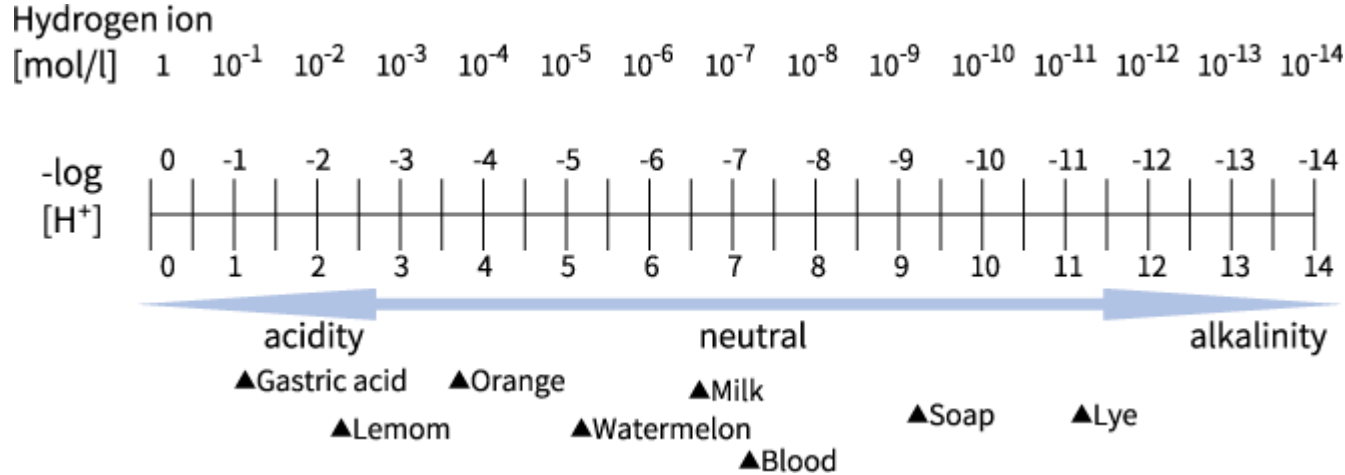 Hydrogen ion
[mol/l] 1 10⁻¹ 10⁻² 10⁻³ 10⁻⁴ 10⁻⁵ 10⁻⁶ 10⁻⁷ 10⁻⁸ 10⁻⁹ 10⁻¹⁰ 10⁻¹¹ 10⁻¹² 10⁻¹³ 10⁻¹⁴
0 -1 -2 -3 -4 -5 -6 -7 -8 -9 -10 -11 -12 -13 -14
-log
[H⁺]
0 1 2 3 4 5 6 7 8 9 10 11 12 13 14
acidity neutral alkalinity
▲Gastric acid ▲Orange ▲Milk
▲Soap ▲Lye
▲Lemom ▲Watermelon
▲Blood